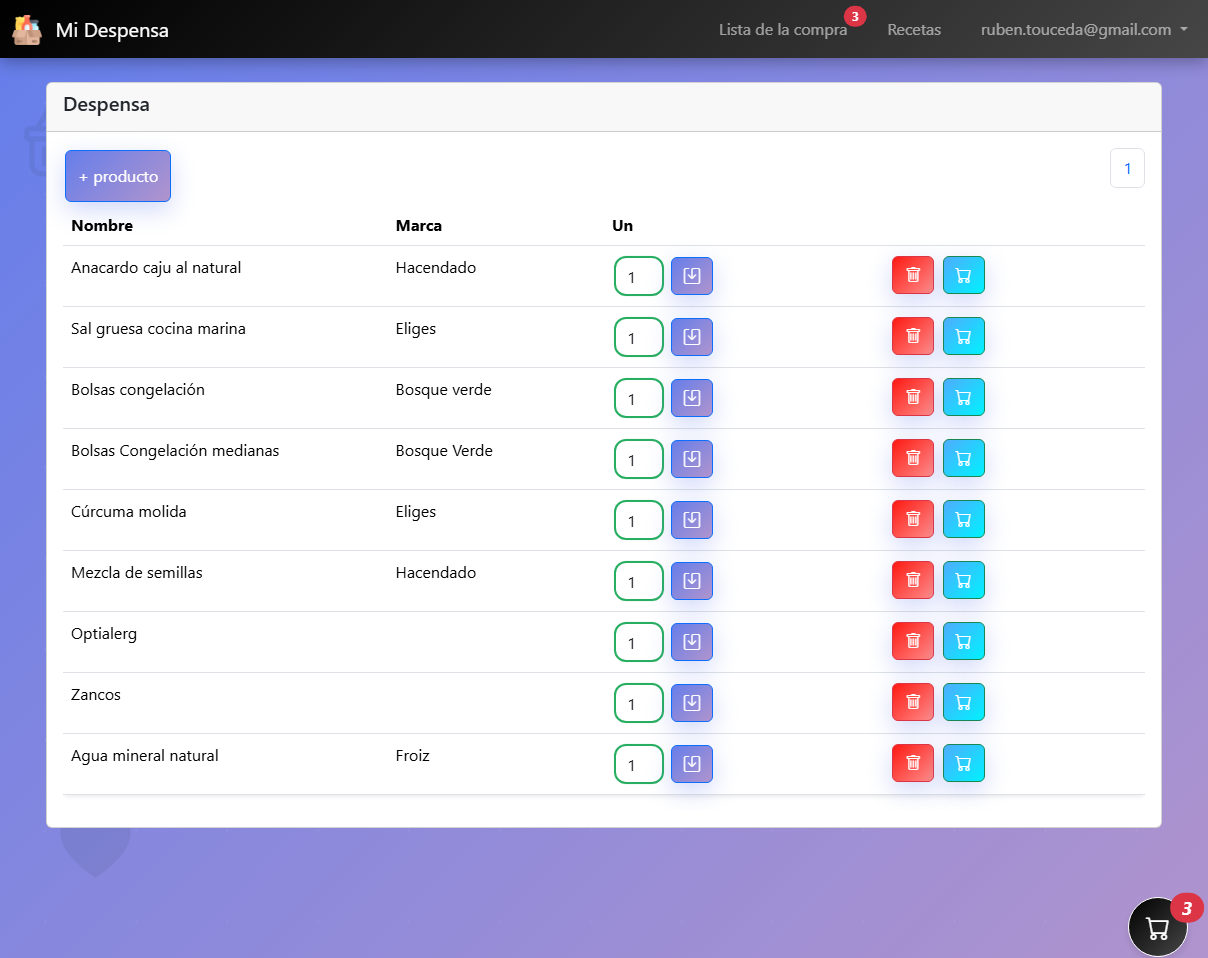 Mi Despensa
Lista de la compra 3 Recetas ruben.touceda@gmail.com
Despensa
+ producto 1
Nombre Marca Un
Anacardo caju al natural Hacendado 1
Sal gruesa cocina marina Eliges 1
Bolsas congelación Bosque verde 1
Bolsas Congelación medianas Bosque Verde 1
Cúrcuma molida Eliges 1
Mezcla de semillas Hacendado 1
Optialerg 1
Zancos 1
Agua mineral natural Froiz 1
3